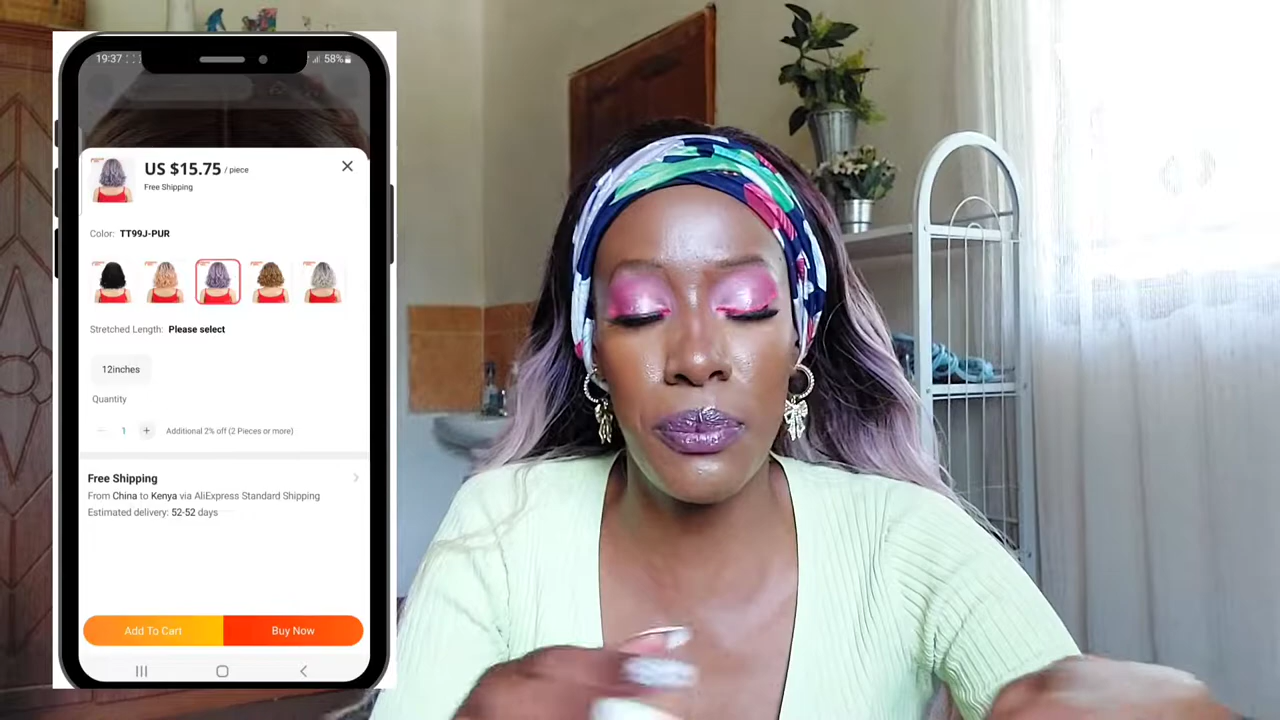 19:37
58%
US $15.75 / piece
Free Shipping
Color: TT99J-PUR
Stretched Length: Please select
12inches
Quantity
1 + Additional 2% off (2 Pieces or more)
Free Shipping
From China to Kenya via AliExpress Standard Shipping
Estimated delivery: 52-52 days
Add To Cart
Buy Now